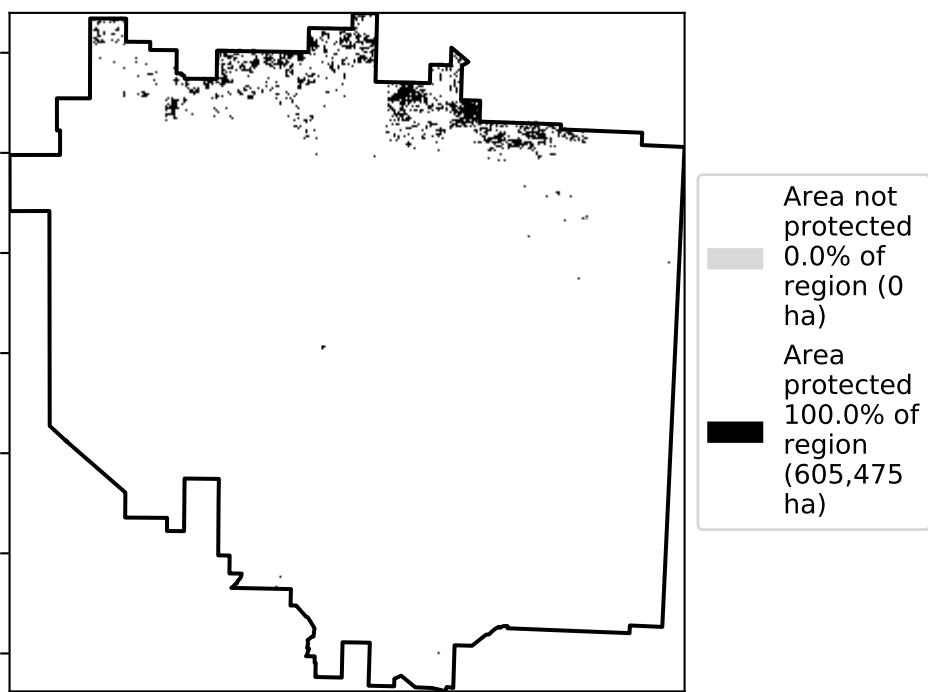 Area not
protected
0.0% of
region (0
ha)
Area
protected
100.0% of
region
(605,475
ha)